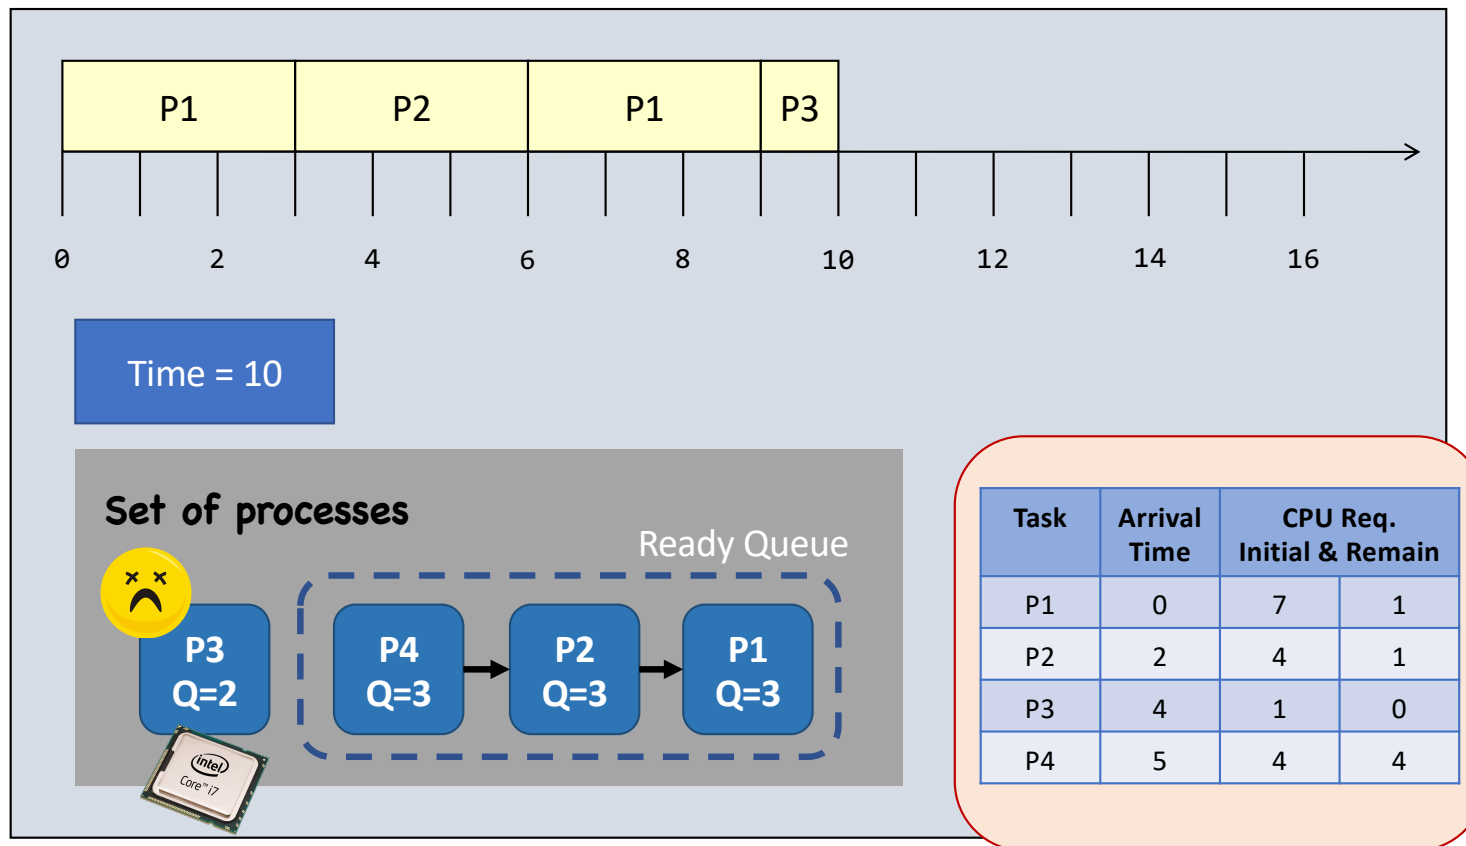 P1 P2 P1 P3
0 2 4 6 8 10 12 14 16
Time = 10
Set of processes
Ready Queue
P3
Q=2
P4
Q=3
P2
Q=3
P1
Q=3
intel
Core™ i7
Task Arrival Time CPU Req. Initial & Remain
P1 0 7 1
P2 2 4 1
P3 4 1 0
P4 5 4 4